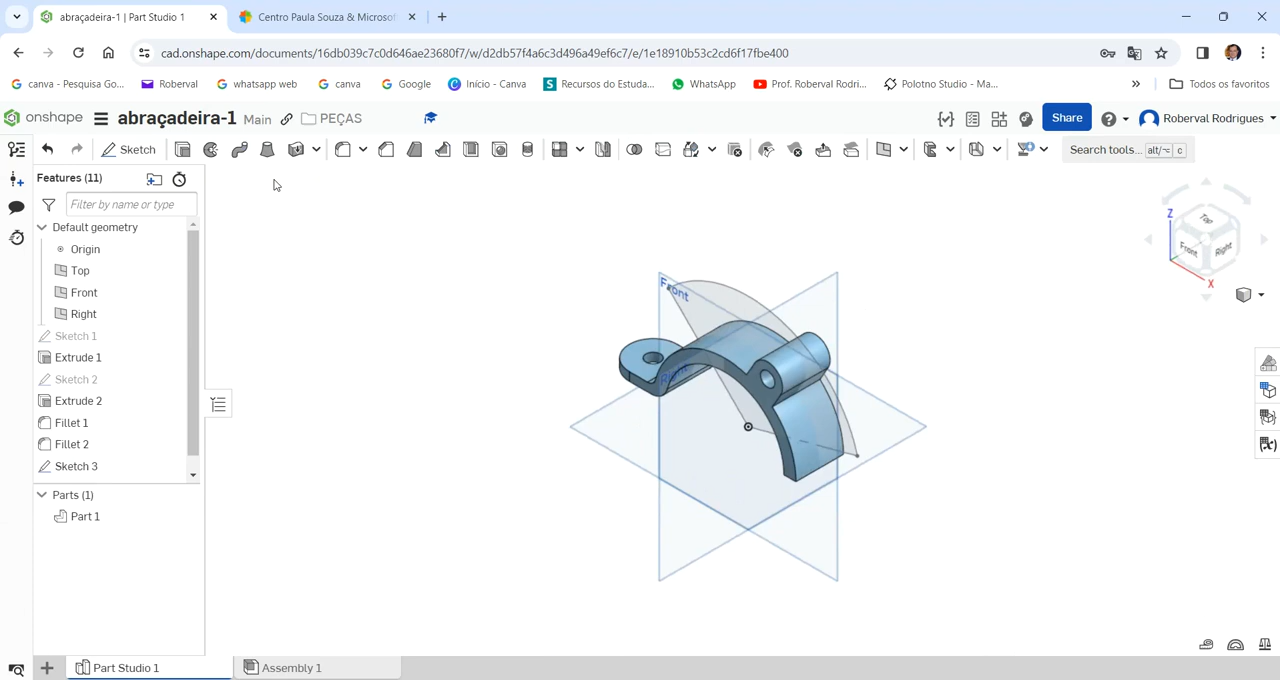 abraçadeira-1 | Part Studio 1
Centro Paula Souza & Microsof
cad.onshape.com/documents/16db039c7c0d646ae23680f7/w/d2db57f4a6c3d496a49ef6c7/e/1e18910b53c2cd6f17fbe400
canva - Pesquisa Go...
Roberval
whatsapp web
canva
Google
Início - Canva
Recursos do Estuda...
WhatsApp
Prof. Roberval Rodri...
Polotno Studio - Ma...
»
Todos os favoritos
onshape
abraçadeira-1
Main
PEÇAS
Share
Roberval Rodrigues
Sketch
Search tools...
alt/⌥
c
Features (11)
Filter by name or type
Default geometry
Origin
Top
Front
Right
Sketch 1
Extrude 1
Sketch 2
Extrude 2
Fillet 1
Fillet 2
Sketch 3
Parts (1)
Part 1
Front
Right
Top
Z
Front
Right
X
Part Studio 1
Assembly 1